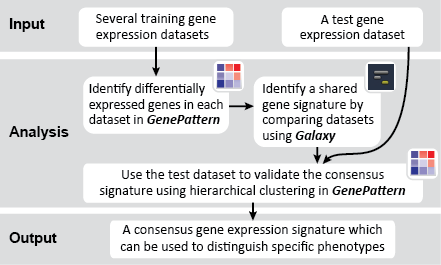 Input
Several training gene
expression datasets
A test gene
expression dataset
Analysis
Identify differentially
expressed genes in each
dataset in GenePattern
Identify a shared
gene signature by
comparing datasets
using Galaxy
Use the test dataset to validate the consensus
signature using hierarchical clustering in GenePattern
Output
A consensus gene expression signature which
can be used to distinguish specific phenotypes